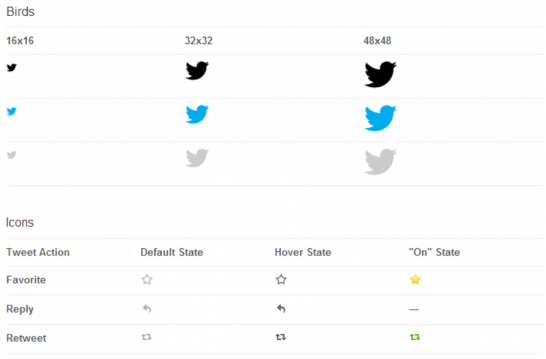 Birds
16x16 32x32 48x48
Icons
Tweet Action Default State Hover State "On" State
Favorite
Reply —
Retweet